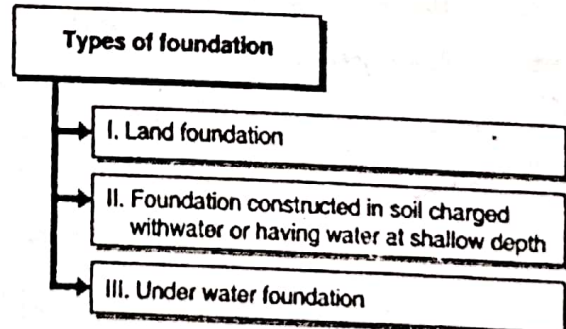 Types of foundation
I. Land foundation
II. Foundation constructed in soil charged
withwater or having water at shallow depth
III. Under water foundation